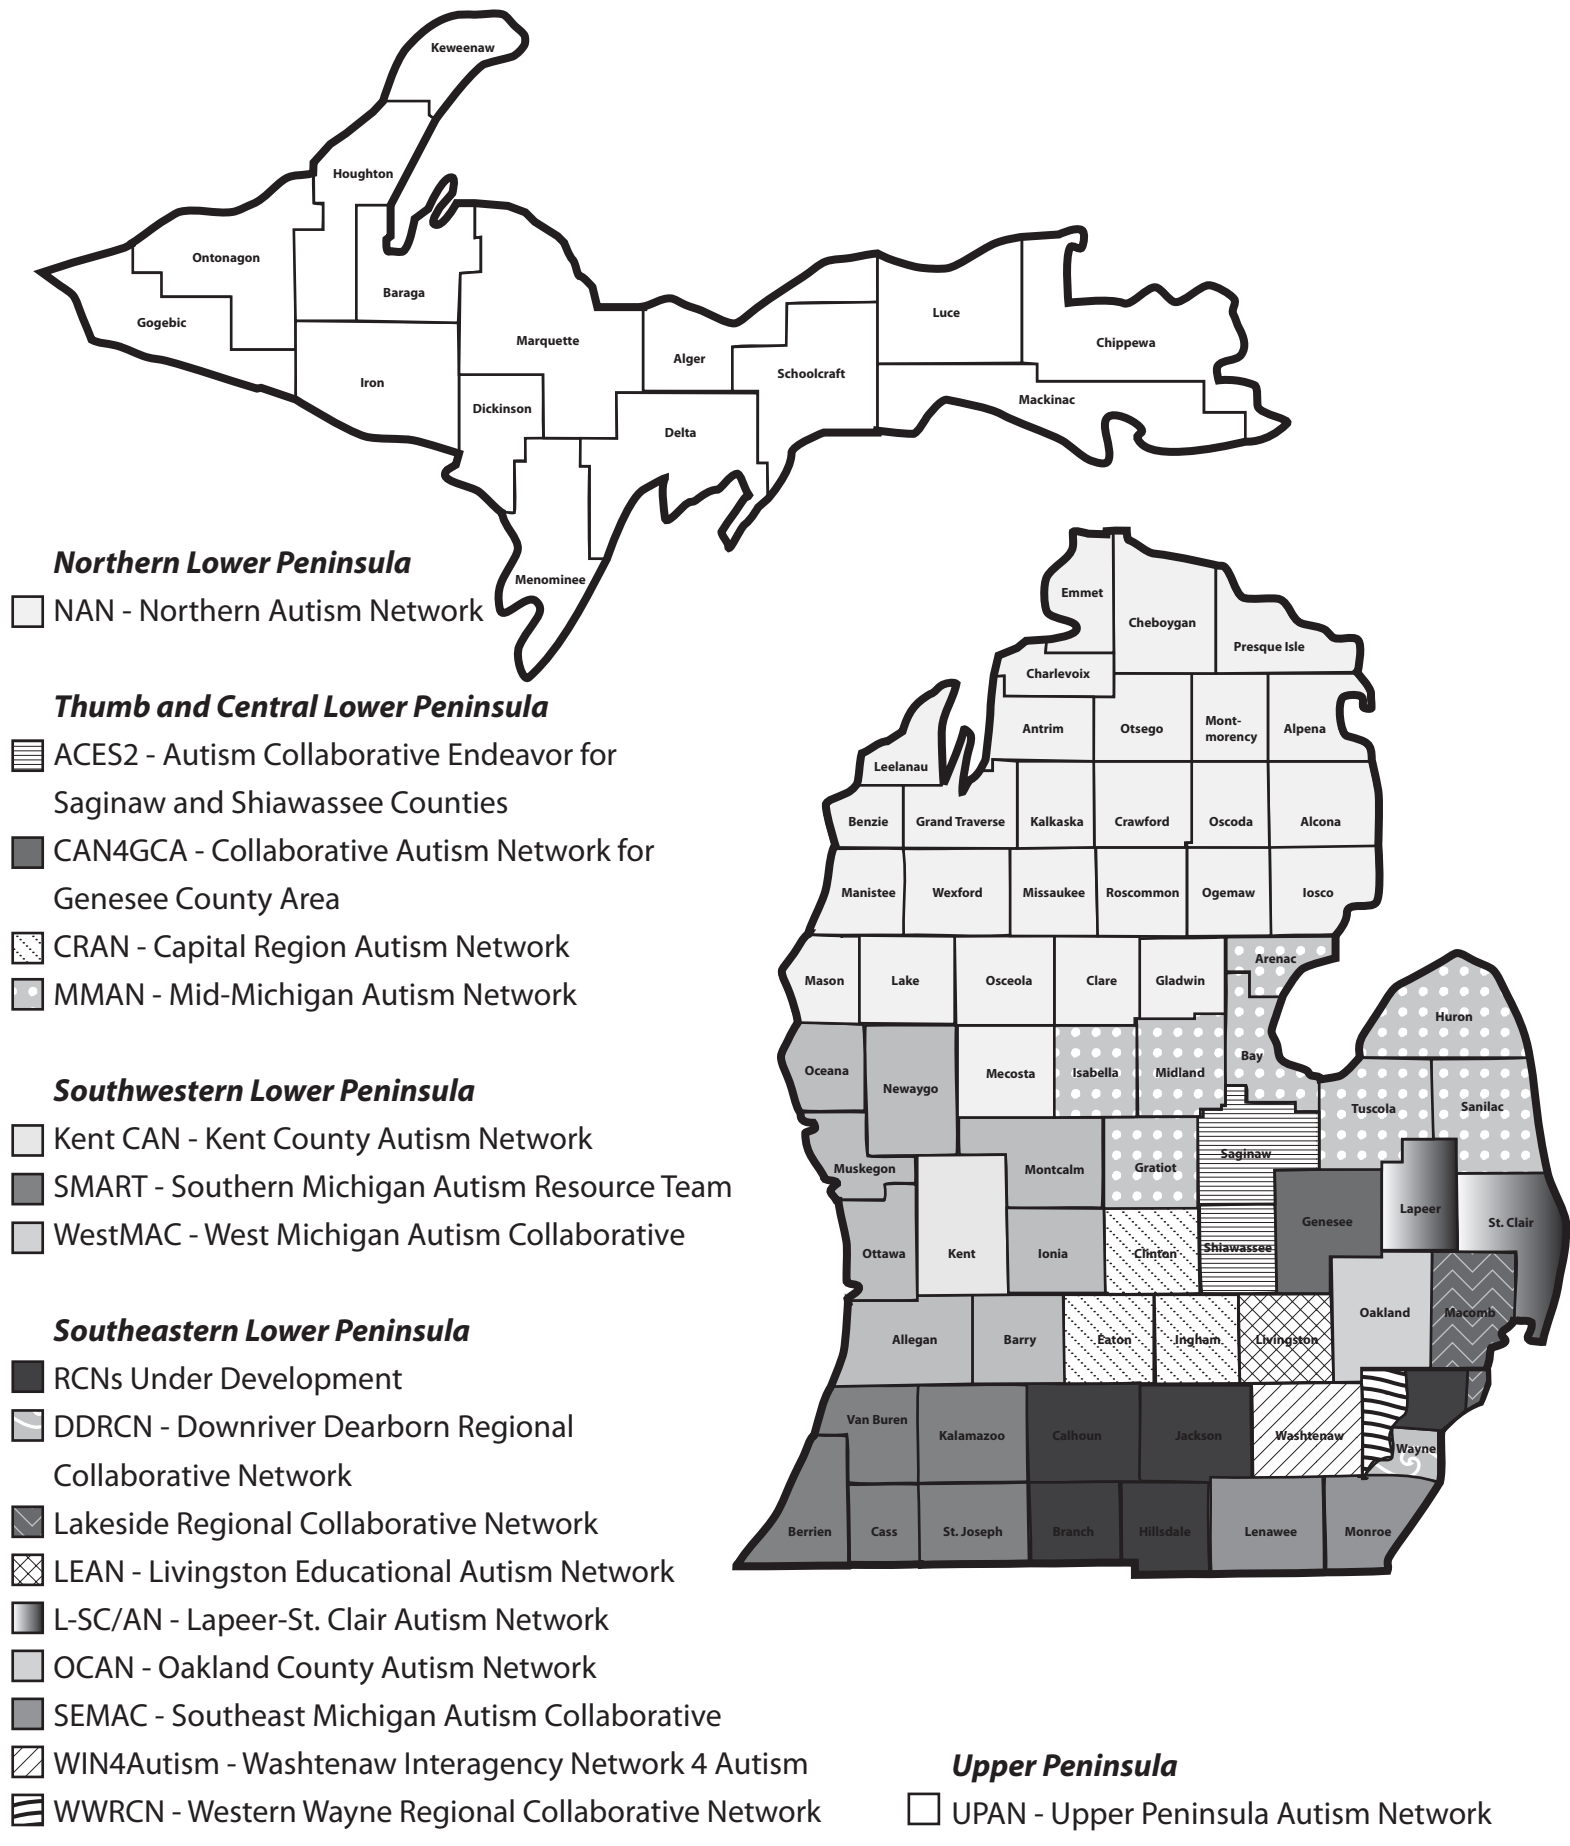 Keweenaw
Houghton
Ontonagon
Baraga
Gogebic
Luce
Marquette
Chippewa
Alger
Schoolcraft
Iron
Mackinac
Dickinson
Delta
Menominee
Northern Lower Peninsula
NAN - Northern Autism Network
Thumb and Central Lower Peninsula
ACES2 - Autism Collaborative Endeavor for
Saginaw and Shiawassee Counties
CAN4GCA - Collaborative Autism Network for
Genesee County Area
CRAN - Capital Region Autism Network
MMAN - Mid-Michigan Autism Network
Southwestern Lower Peninsula
Kent CAN - Kent County Autism Network
SMART - Southern Michigan Autism Resource Team
WestMAC - West Michigan Autism Collaborative
Southeastern Lower Peninsula
RCNs Under Development
DDRCN - Downriver Dearborn Regional
Collaborative Network
Lakeside Regional Collaborative Network
LEAN - Livingston Educational Autism Network
L-SC/AN - Lapeer-St. Clair Autism Network
OCAN - Oakland County Autism Network
SEMAC - Southeast Michigan Autism Collaborative
WIN4Autism - Washtenaw Interagency Network 4 Autism
WWRCN - Western Wayne Regional Collaborative Network
Emmet
Cheboygan
Presque Isle
Charlevoix
Antrim
Otsego
Mont-
morency
Alpena
Leelanau
Benzie
Grand Traverse
Kalkaska
Crawford
Oscoda
Alcona
Manistee
Wexford
Missaukee
Roscommon
Ogemaw
Iosco
Arenac
Mason
Lake
Osceola
Clare
Gladwin
Huron
Bay
Oceana
Newaygo
Mecosta
Isabella
Midland
Tuscola
Sanilac
Saginaw
Muskegon
Montcalm
Gratiot
Lapeer
Genesee
St. Clair
Ottawa
Kent
Ionia
Clinton
Shiawassee
Oakland
Macomb
Allegan
Barry
Eaton
Ingham
Livingston
Van Buren
Kalamazoo
Calhoun
Jackson
Washtenaw
Wayne
Berrien
Cass
St. Joseph
Branch
Hillsdale
Lenawee
Monroe
Upper Peninsula
UPAN - Upper Peninsula Autism Network